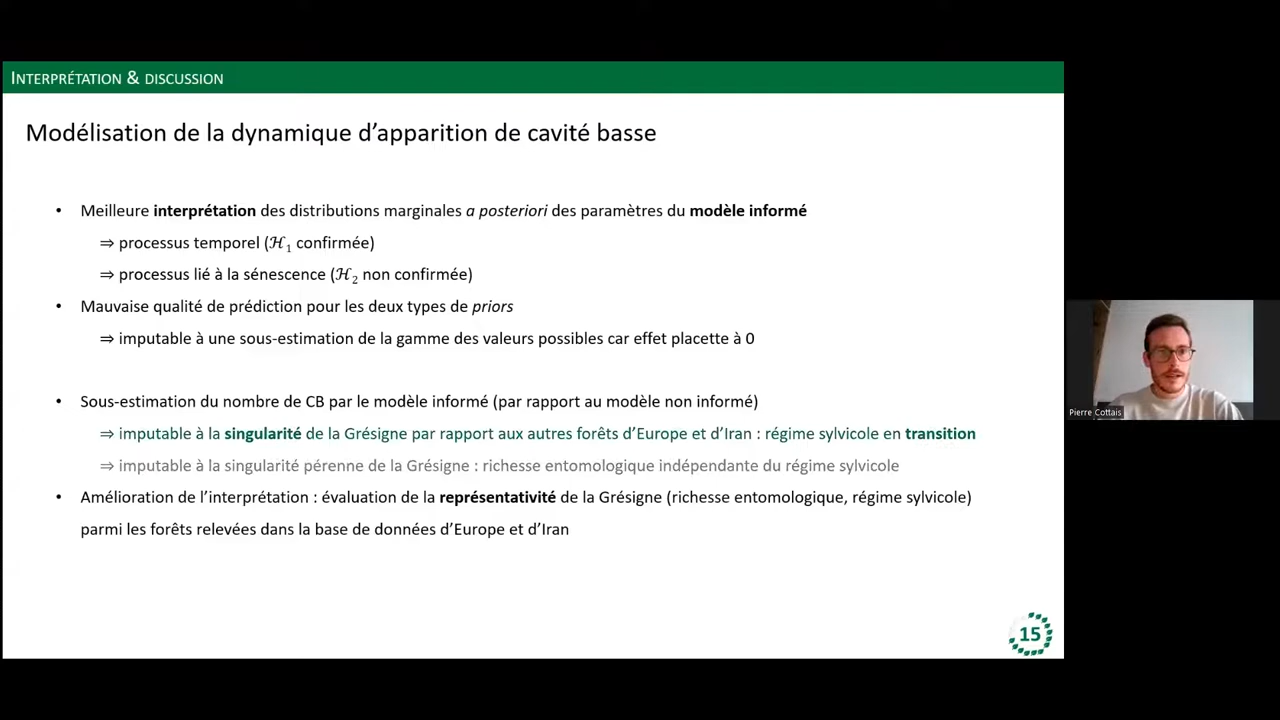 INTERPRÉTATION & DISCUSSION
Modélisation de la dynamique d'apparition de cavité basse
• Meilleure interprétation des distributions marginales a posteriori des paramètres du modèle informé
⇒ processus temporel (ℋ1 confirmée)
⇒ processus lié à la sénescence (ℋ2 non confirmée)
• Mauvaise qualité de prédiction pour les deux types de priors
⇒ imputable à une sous-estimation de la gamme des valeurs possibles car effet placette à 0
• Sous-estimation du nombre de CB par le modèle informé (par rapport au modèle non informé)
⇒ imputable à la singularité de la Grésigne par rapport aux autres forêts d'Europe et d'Iran : régime sylvicole en transition
⇒ imputable à la singularité pérenne de la Grésigne : richesse entomologique indépendante du régime sylvicole
• Amélioration de l'interprétation : évaluation de la représentativité de la Grésigne (richesse entomologique, régime sylvicole)
parmi les forêts relevées dans la base de données d'Europe et d'Iran
15
Pierre Cottais